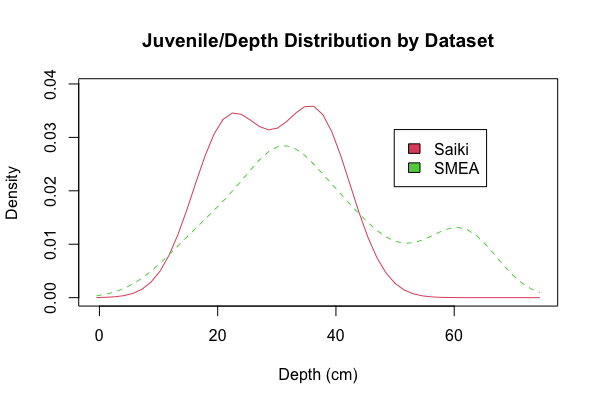 Juvenile/Depth Distribution by Dataset
Density
0.04
0.03
0.02
0.01
0.00
Saiki
SMEA
0
20
40
60
Depth (cm)